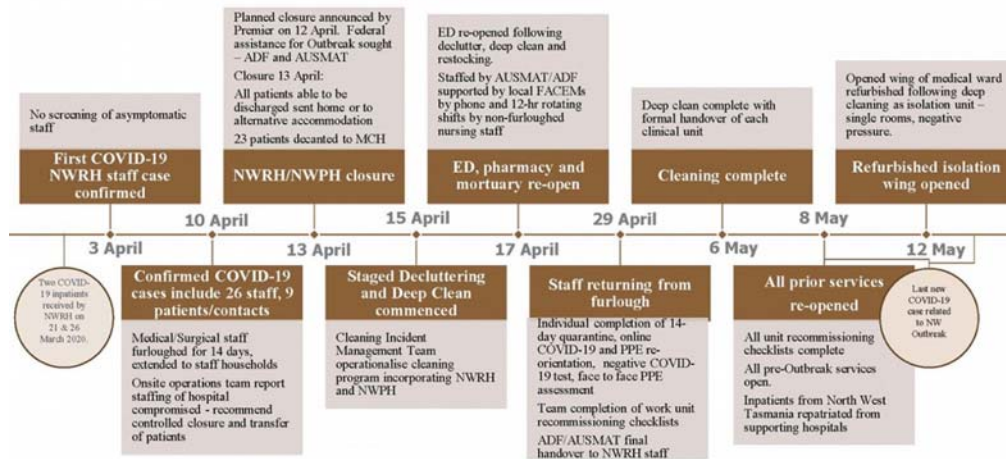 No screening of asymptomatic
staff
First COVID-19
NWRH staff case
confirmed
Planned closure announced by
Premier on 12 April. Federal
assistance for Outbreak sought
– ADF and AUSMAT
Closure 13 April:
All patients able to be
discharged sent home or to
alternative accommodation
23 patients decanted to MCH
NWRH/NWPH closure
ED re-opened following
declutter, deep clean and
restocking.
Staffed by AUSMAT/ADF
supported by local FACEMs
by phone and 12-hr rotating
shifts by non-furloughed
nursing staff
ED, pharmacy and
mortuary re-open
Deep clean complete with
formal handover of each
clinical unit
Cleaning complete
Opened wing of medical ward
refurbished following deep
cleaning as isolation unit –
single rooms, negative
pressure.
Refurbished isolation
wing opened
10 April
15 April
29 April
8 May
3 April
13 April
17 April
6 May
12 May
Two COVID-
19 inpatients
received by
NWRH on
21 & 26
March 2020.
Confirmed COVID-19
cases include 26 staff, 9
patients/contacts
Medical/Surgical staff
furloughed for 14 days,
extended to staff households
Onsite operations team report
staffing of hospital
compromised - recommend
controlled closure and transfer
of patients
Staged Decluttering
and Deep Clean
commenced
Cleaning Incident
Management Team
operationalise cleaning
program incorporating NWRH
and NWPH
Staff returning from
furlough
Individual completion of 14-
day quarantine, online
COVID-19 and PPE re-
orientation, negative COVID-
19 test, face to face PPE
assessment
Team completion of work unit
recommissioning checklists
ADF/AUSMAT final
handover to NWRH staff
All prior services
re-opened
All unit recommissioning
checklists complete
All pre-Outbreak services
open.
Inpatients from North West
Tasmania repatriated from
supporting hospitals
Last new
COVID-19
case related
to NW
Outbreak